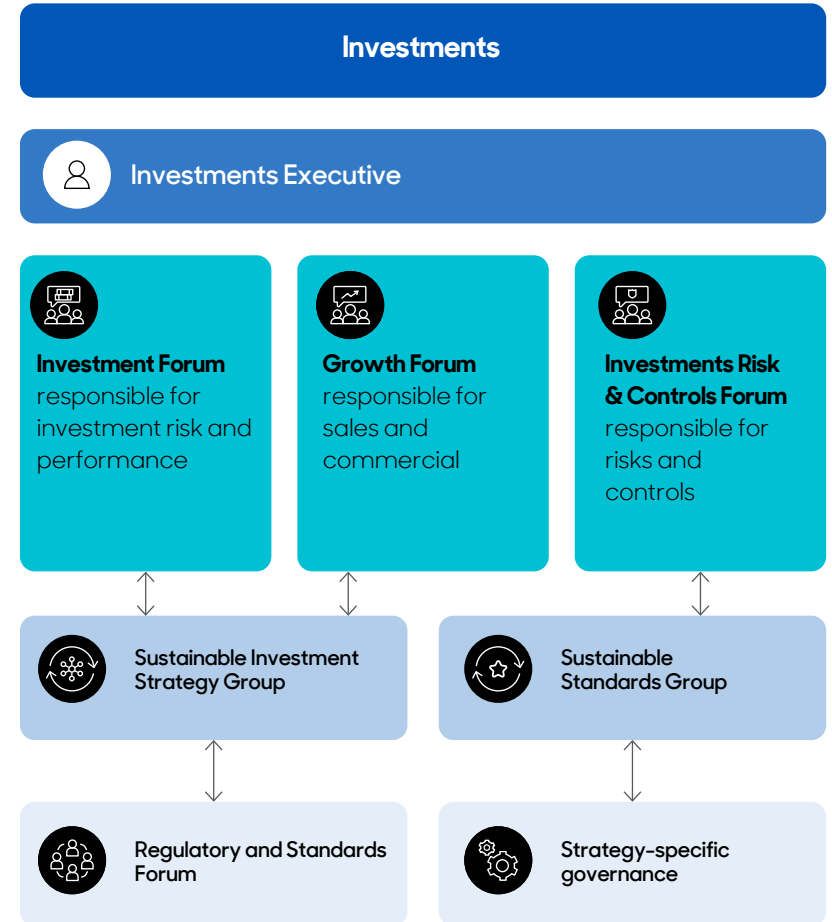 Investments
Investments Executive
Investment Forum
responsible for
investment risk and
performance
Growth Forum
responsible for
sales and
commercial
Investments Risk
& Controls Forum
responsible for
risks and
controls
Sustainable Investment
Strategy Group
Sustainable
Standards Group
Regulatory and Standards
Forum
Strategy-specific
governance